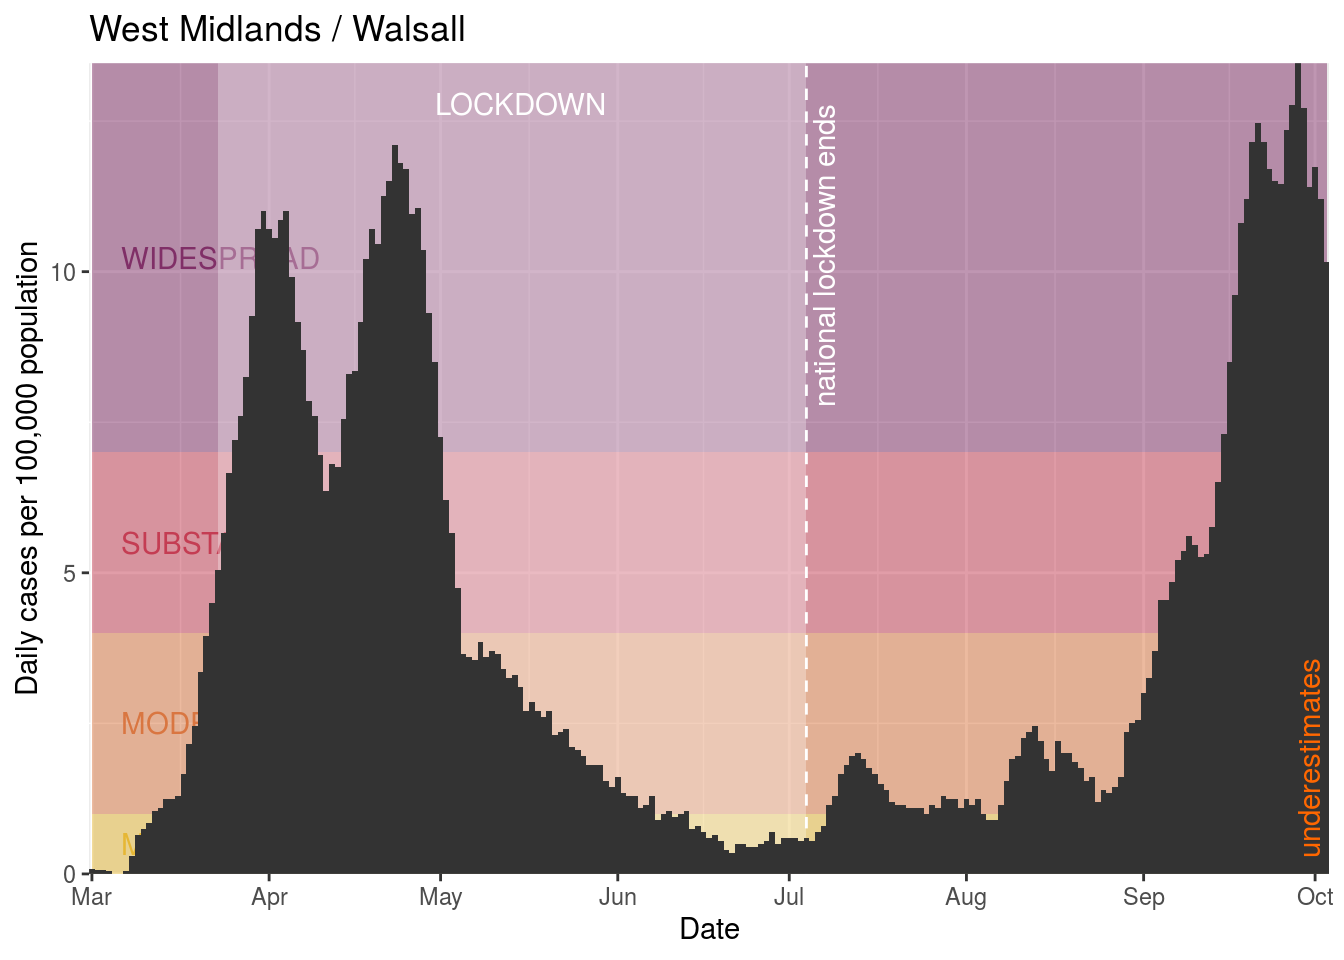 West Midlands / Walsall
LOCKDOWN
national lockdown ends
WIDESPREAD
SUBSTA
MODE
M
underestimates
Daily cases per 100,000 population
10
5
0
Mar Apr May Jun Jul Aug Sep Oct
Date